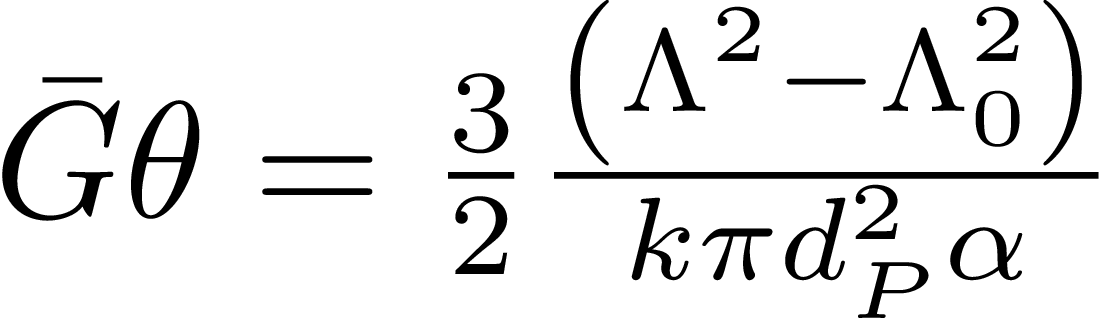 \bar{G}\theta = \frac{3}{2} \frac{\left(\Lambda^2 - \Lambda_0^2\right)}{k\pi d_P^2 \alpha}